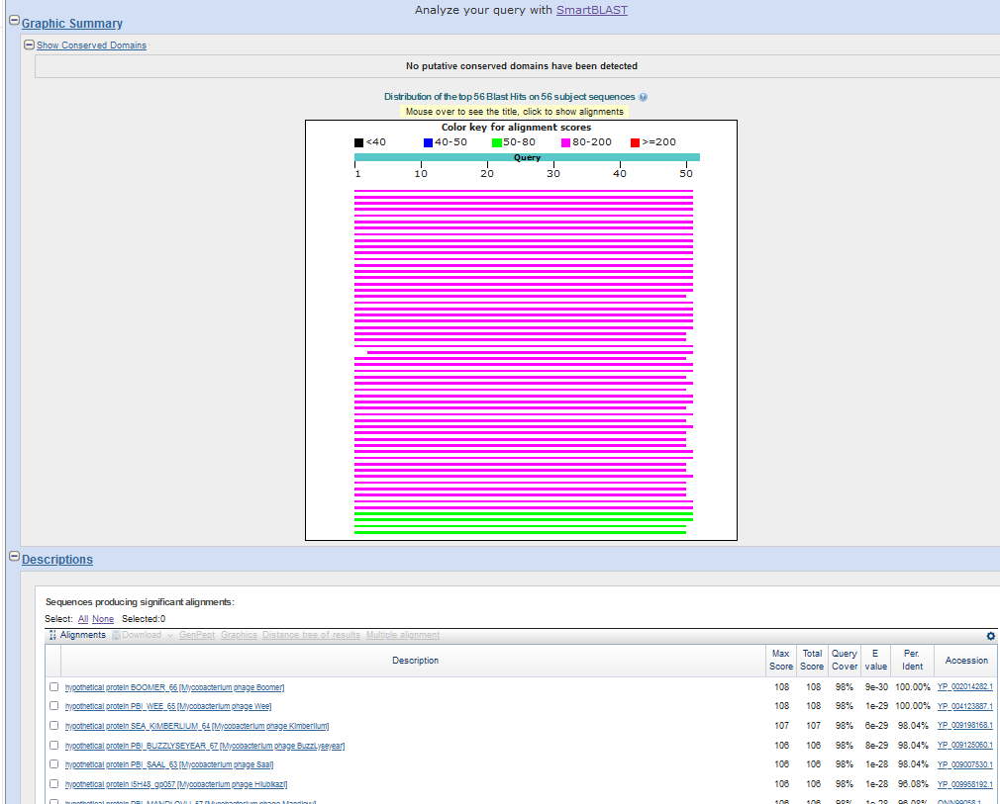 Analyze your query with SmartBLAST
Graphic Summary
Show Conserved Domains
No putative conserved domains have been detected
Distribution of the top 56 Blast Hits on 56 subject sequences
Mouse over to see the title, click to show alignments
Color key for alignment scores
<40 40-50 50-80 80-200 >=200
Query
1 10 20 30 40 50
Descriptions
Sequences producing significant alignments:
Select: All None Selected:0
Alignments Download GenPept Graphics Distance tree of results Multiple alignment
Description Max Score Total Score Query Cover E value Per. Ident Accession
hypothetical protein BOOMER_66 [Mycobacterium phage Boomer] 108 108 98% 9e-30 100.00% YP_002014282.1
hypothetical protein PBI_WEE_65 [Mycobacterium phage Wee] 108 108 98% 1e-29 100.00% YP_004123887.1
hypothetical protein SEA_KIMBERLIUM_64 [Mycobacterium phage Kimberlium] 107 107 98% 6e-29 98.04% YP_009198168.1
hypothetical protein PBI_BUZZLYSEYEAR_67 [Mycobacterium phage BuzzLyseyear] 106 106 98% 8e-29 98.04% YP_009125060.1
hypothetical protein PBI_SAAL_63 [Mycobacterium phage Saal] 106 106 98% 1e-28 98.04% YP_009007530.1
hypothetical protein I5H48_gp057 [Mycobacterium phage Hlubikazi] 106 106 98% 1e-28 96.08% YP_009958192.1
hypothetical protein PBI_MANDLOVU_57 [Mycobacterium phage Mandlovu] 106 106 98% 1e-28 96.08%